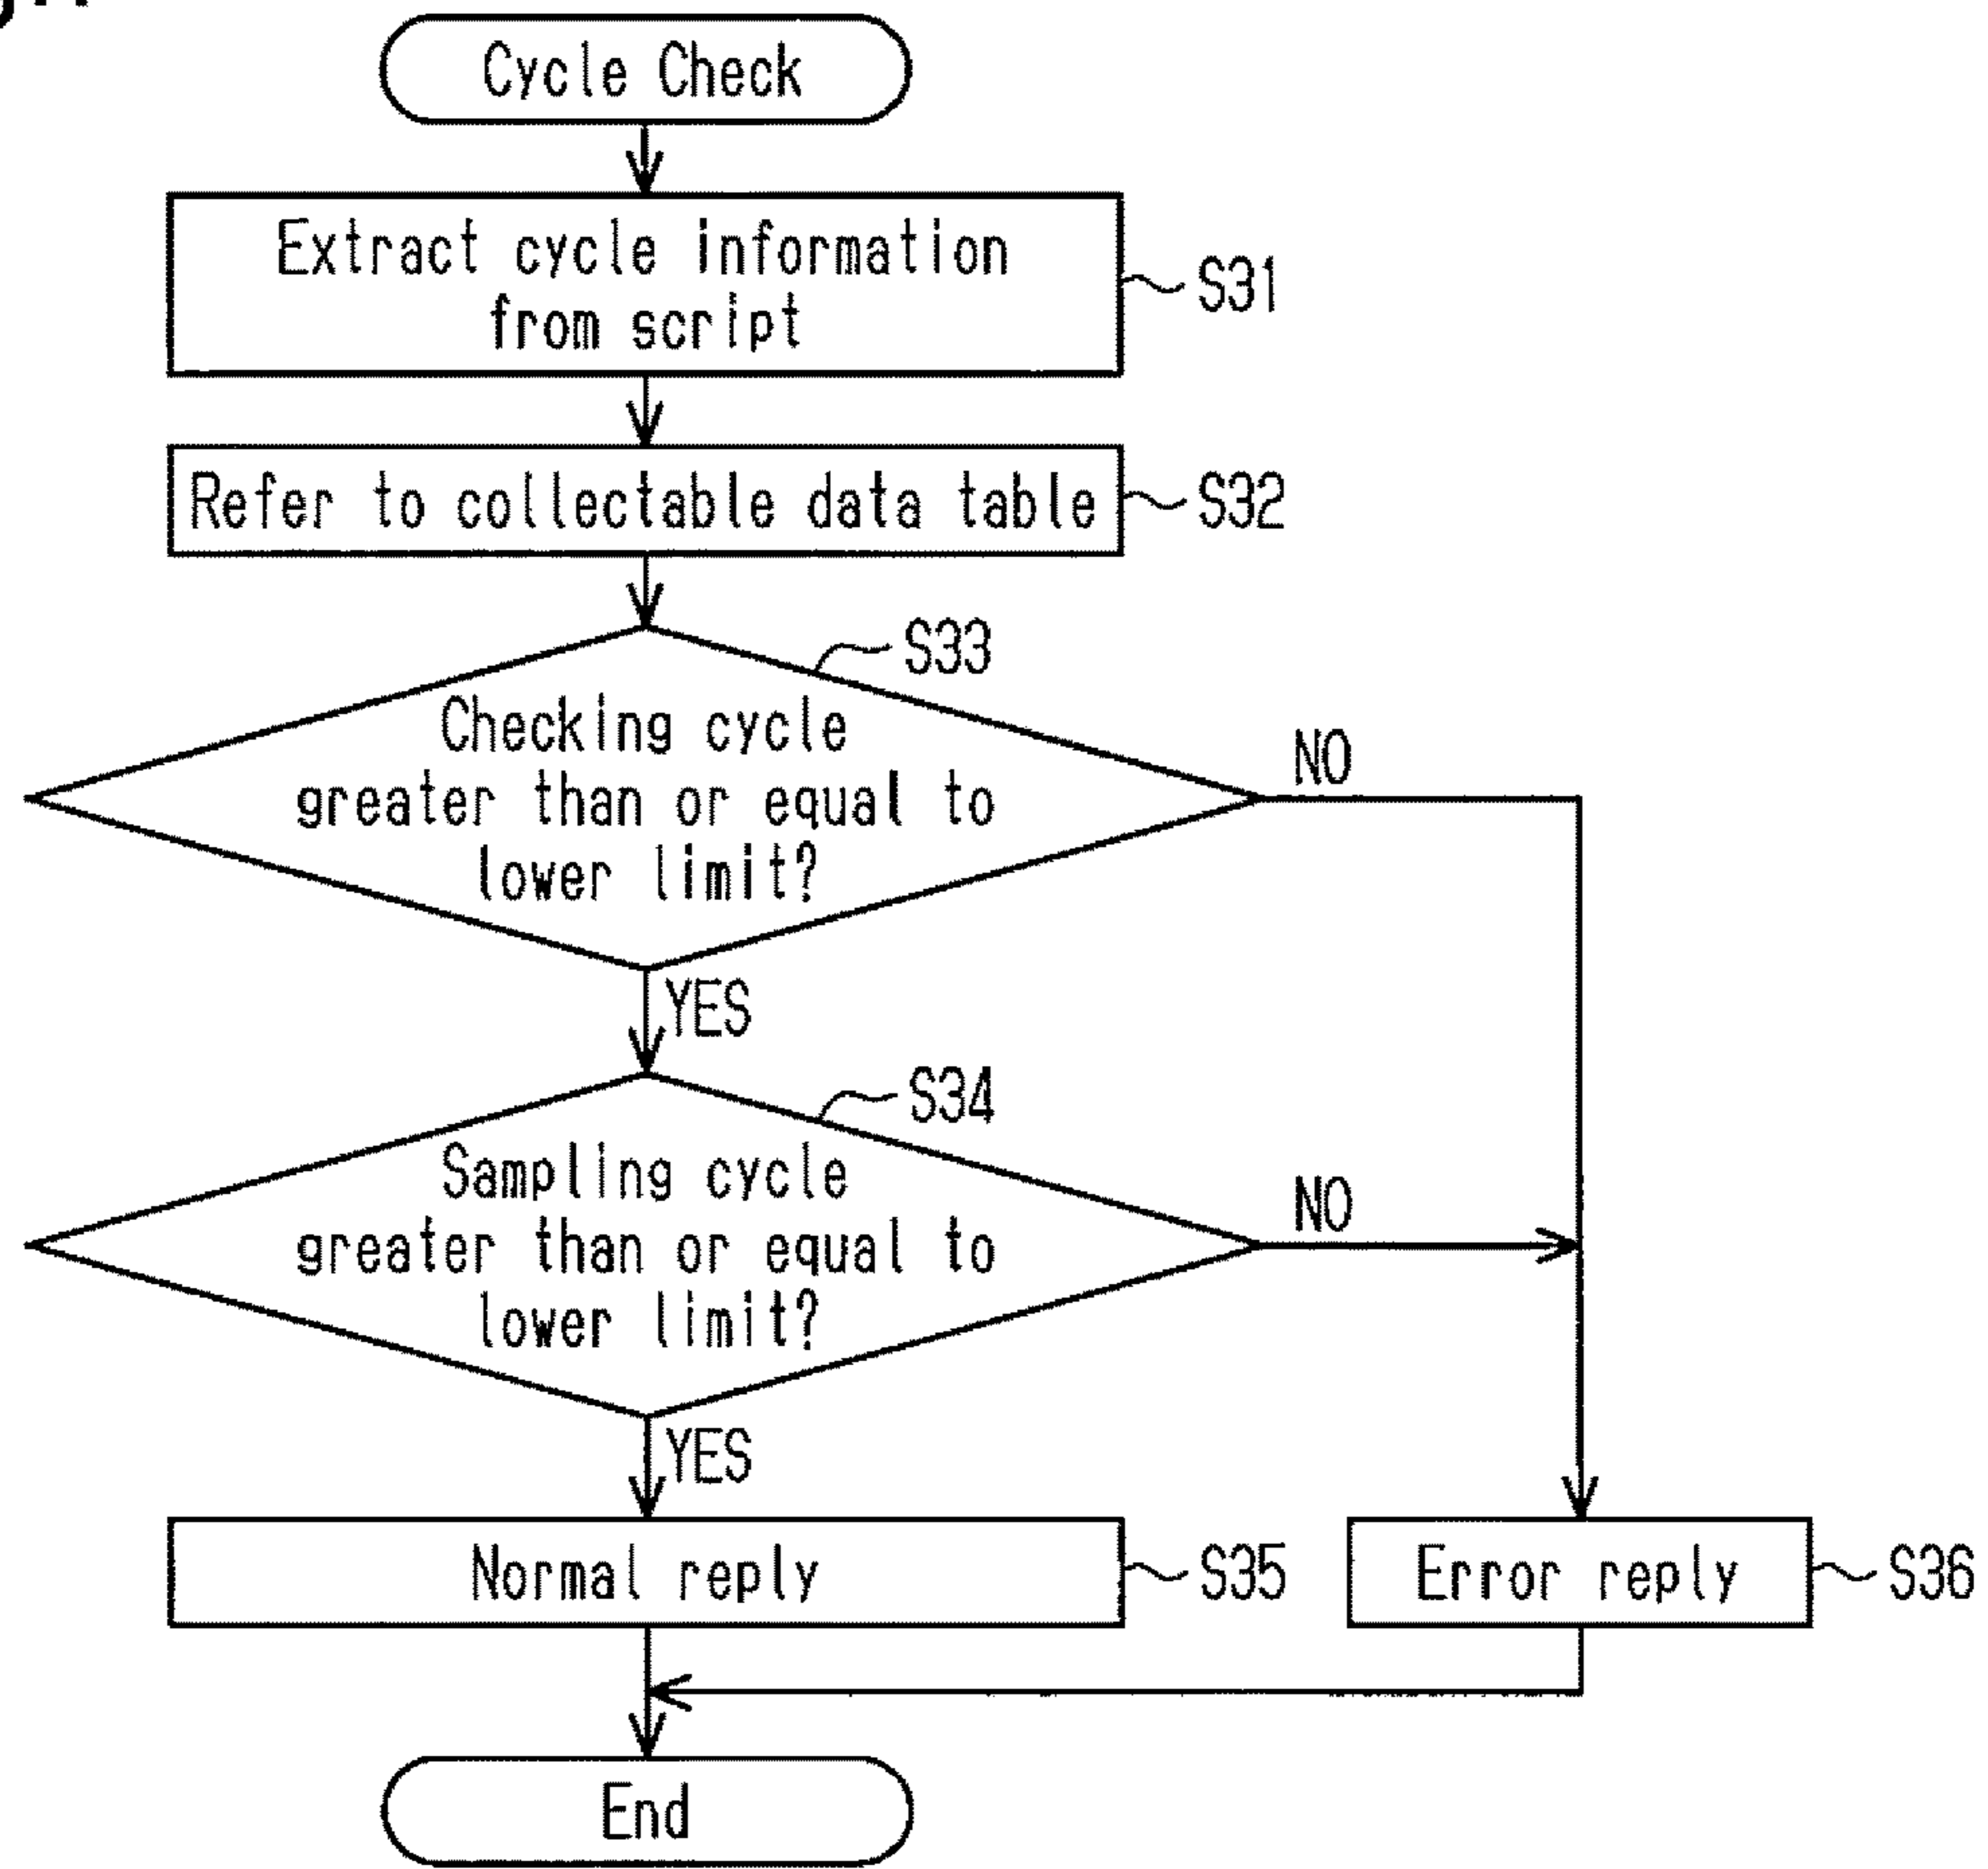 Cycle Check
Extract cycle information
from script
S31
Refer to collectable data table
S32
S33
Checking cycle
greater than or equal to
lower limit?
NO
YES
S34
Sampling cycle
greater than or equal to
lower limit?
NO
YES
Normal reply
S35
Error reply
S36
End